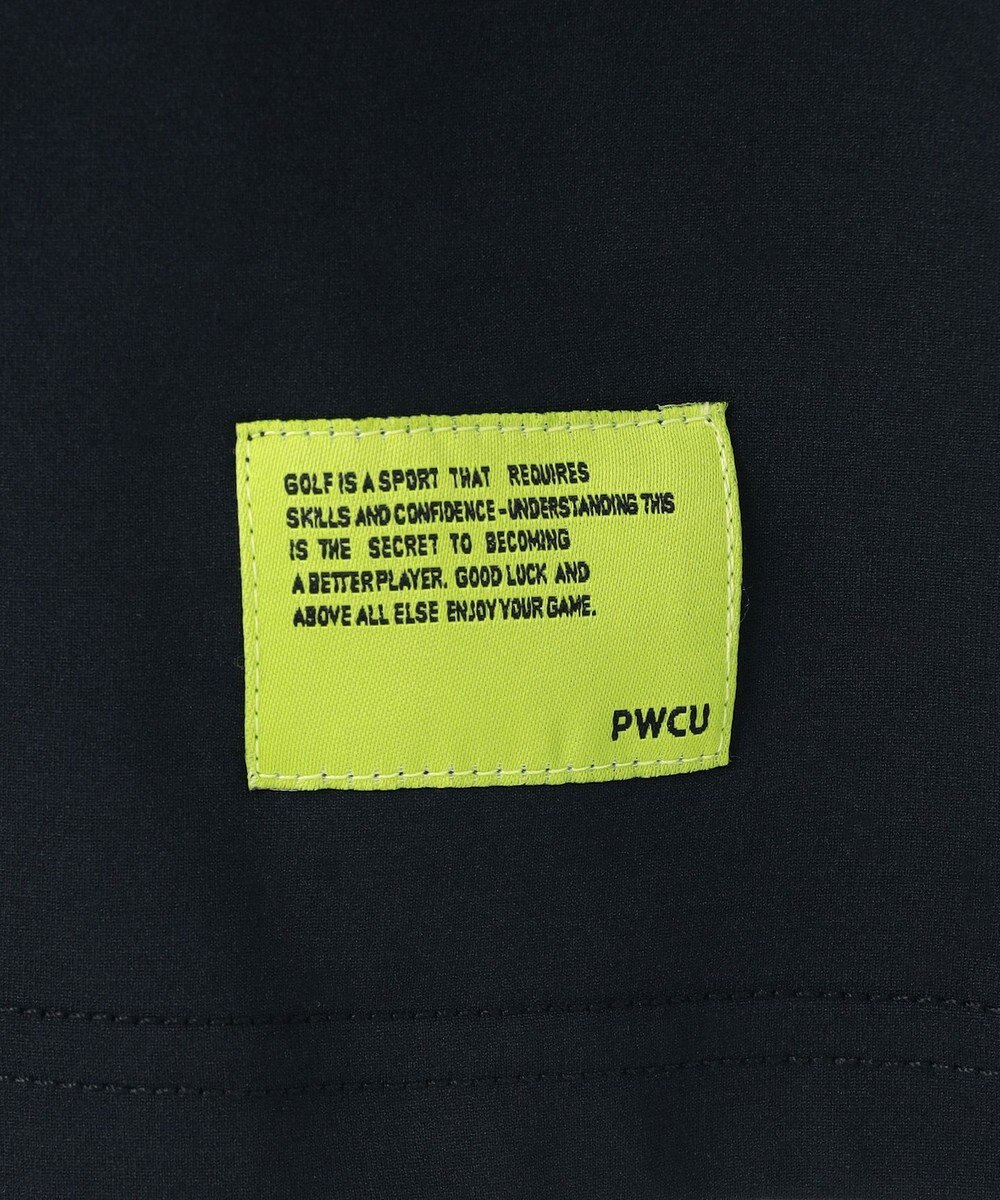 GOLF IS A SPORT THAT REQUIRES
SKILLS AND CONFIDENCE-UNDERSTANDING THIS
IS THE SECRET TO BECOMING
A BETTER PLAYER. GOOD LUCK AND
ABOVE ALL ELSE ENJOY YOUR GAME.
PWCU